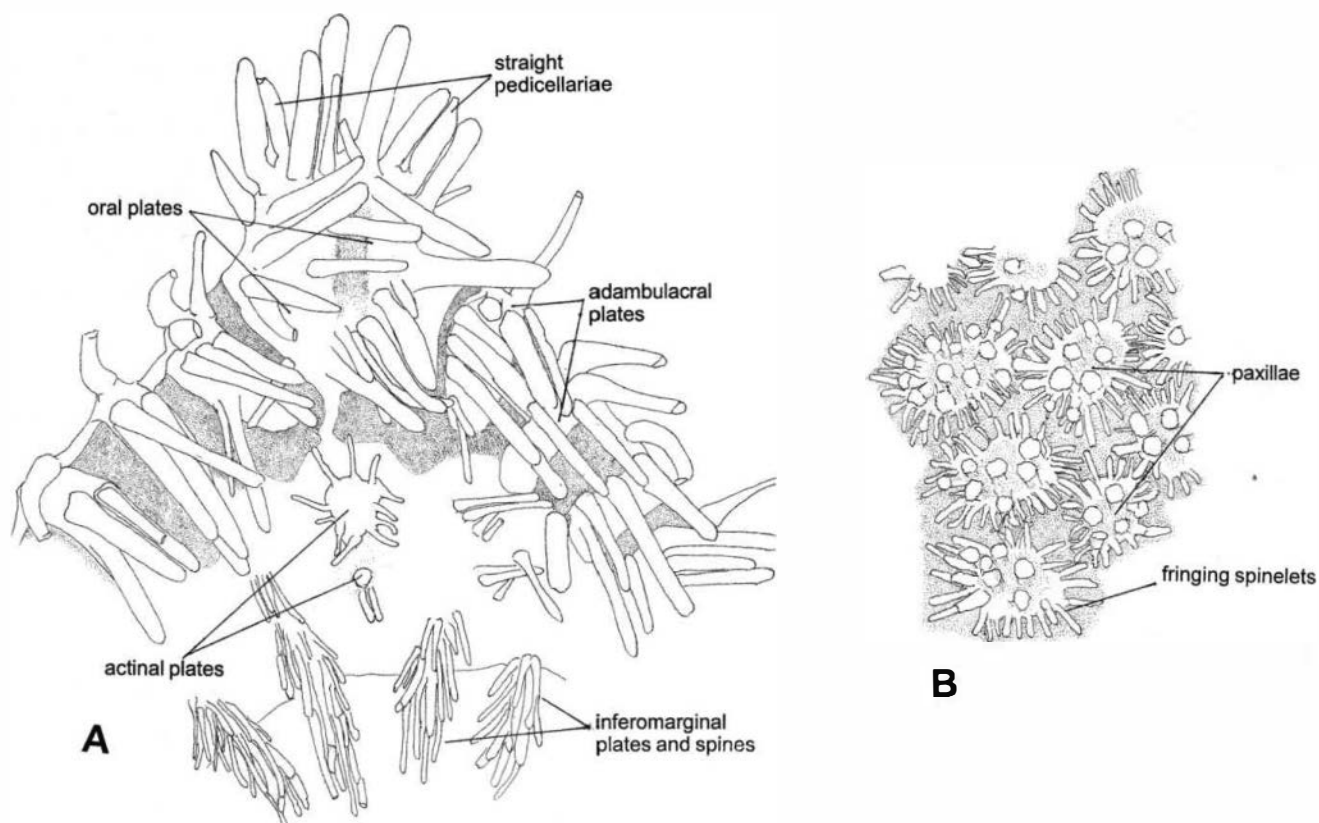 straight
pedicellariae
oral plates
adambulacral
plates
actinal plates
inferomarginal
plates and spines
A
paxillae
fringing spinelets
B